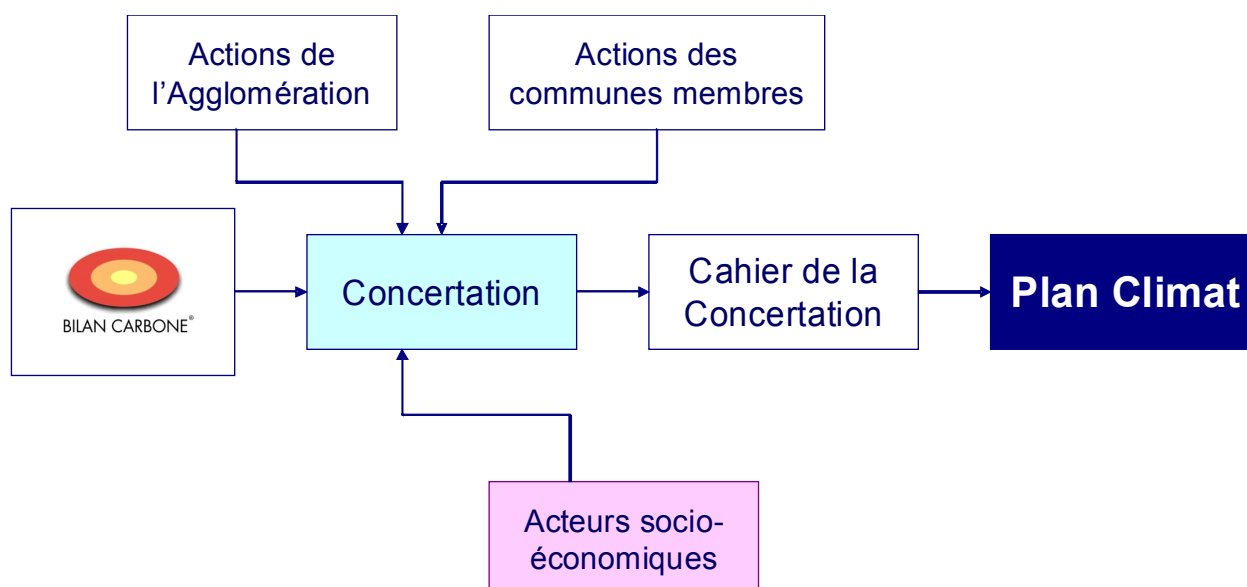 Actions de
l’Agglomération
Actions des
communes membres
BILAN CARBONE®
Concertation
Cahier de la
Concertation
Plan Climat
Acteurs socio-
économiques